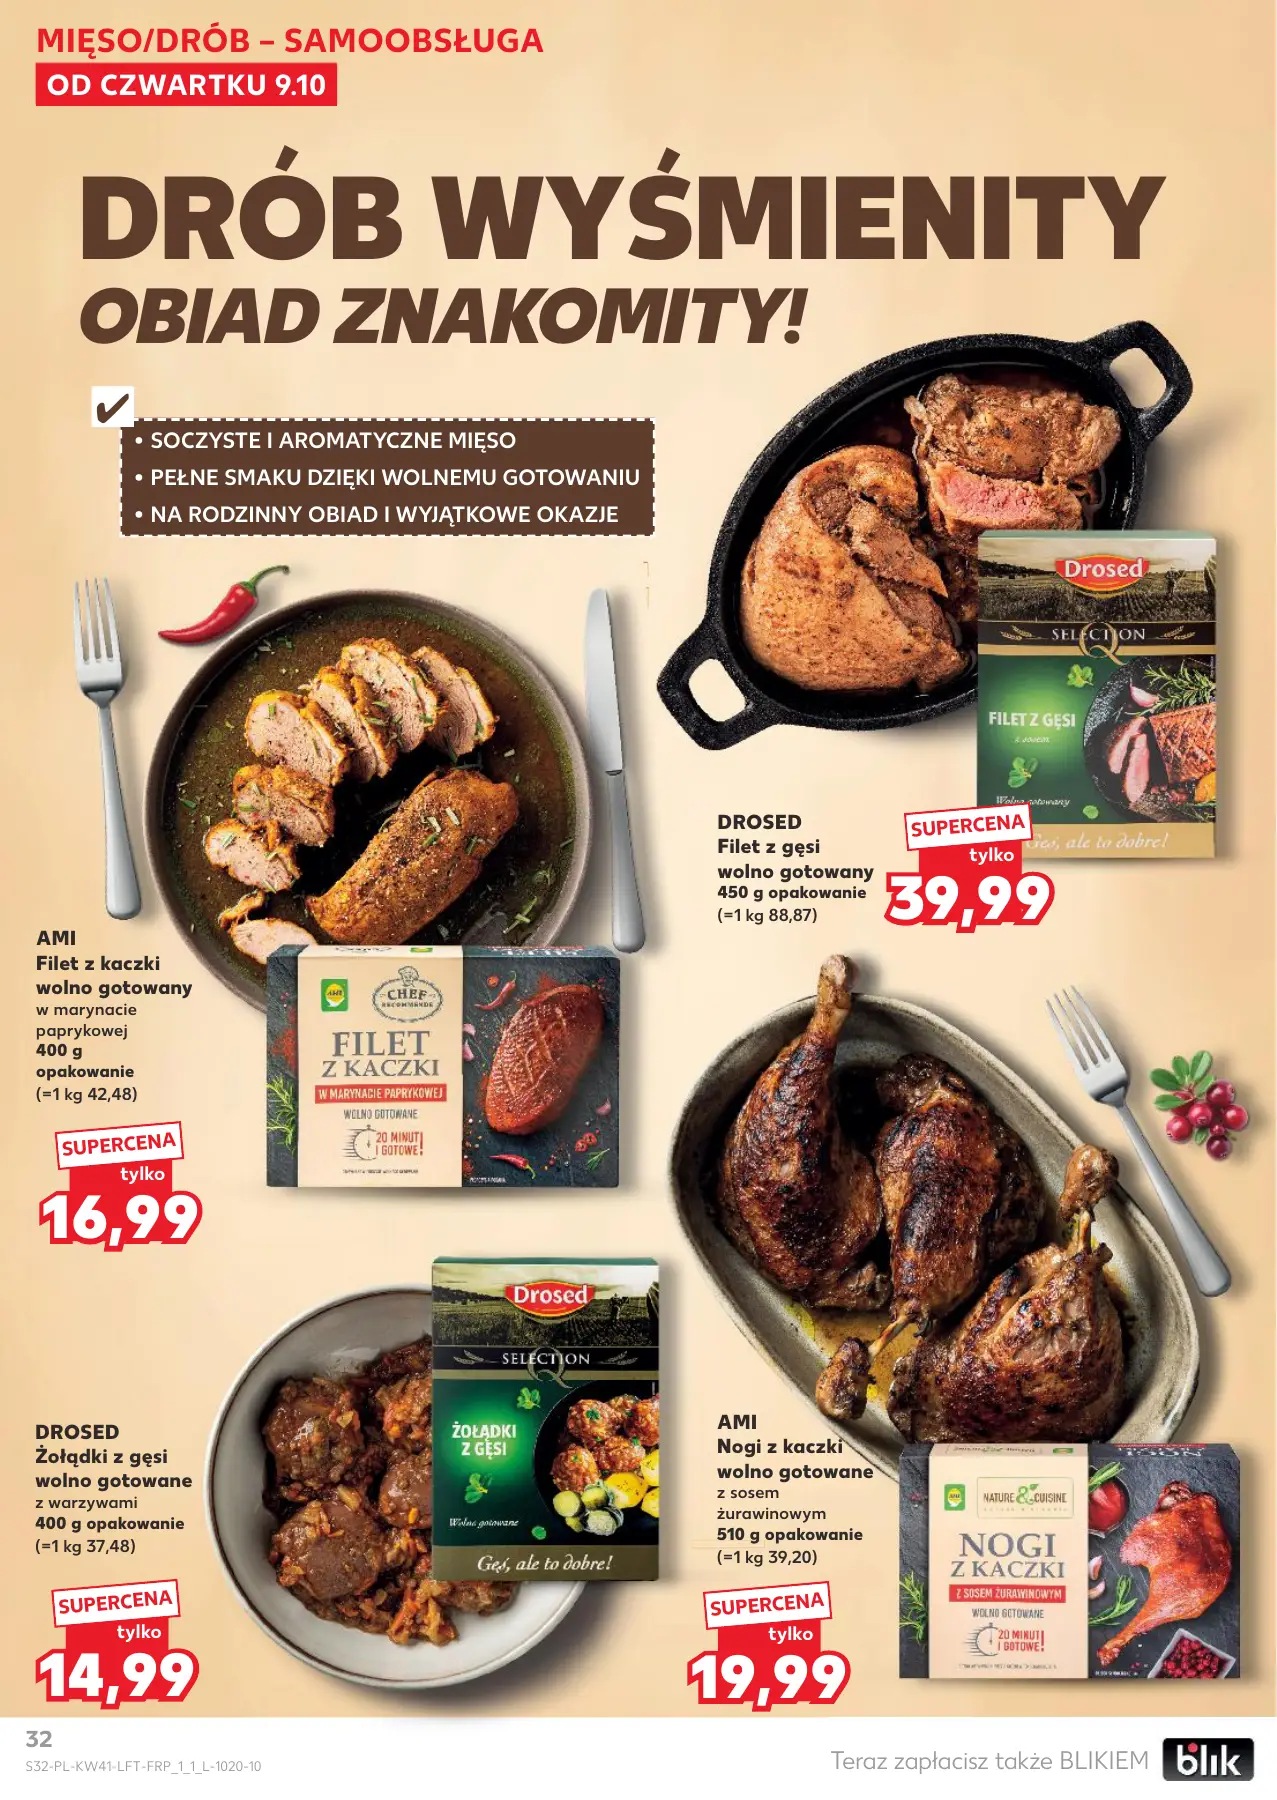 MIĘSO/DRÓB – SAMOOBSŁUGA
OD CZWARTKU 9.10
DRÓB WYŚMIENITY
OBIAD ZNAKOMITY!
✔
• SOCZYSTE I AROMATYCZNE MIĘSO
• PEŁNE SMAKU DZIĘKI WOLNEMU GOTOWANIU
• NA RODZINNY OBIAD I WYJĄTKOWE OKAZJE
Drosed
SELECTION
Q
FILET Z GĘSI
z sosem
Wolno gotowany
Gęś, ale to dobre!
DROSED
Filet z gęsi
wolno gotowany
450 g opakowanie
(=1 kg 88,87)
SUPERCENA
tylko
39,99
AMI
Filet z kaczki
wolno gotowany
w marynacie
paprykowej
400 g
opakowanie
(=1 kg 42,48)
SUPERCENA
tylko
16,99
AMI
CHEF
RECOMMENDS
FILET
Z KACZKI
W MARYNACIE PAPRYKOWEJ
WOLNO GOTOWANE
20 MINUT
I GOTOWE!
DROSED
Żołądki z gęsi
wolno gotowane
z warzywami
400 g opakowanie
(=1 kg 37,48)
SUPERCENA
tylko
14,99
Drosed
SELECTION
Q
ŻOŁĄDKI
Z GĘSI
Wolno gotowane
Gęś, ale to dobre!
AMI
Nogi z kaczki
wolno gotowane
z sosem
żurawinowym
510 g opakowanie
(=1 kg 39,20)
SUPERCENA
tylko
19,99
AMI
NATURE & CUISINE
NOGI
Z KACZKI
Z SOSEM ŻURAWINOWYM
WOLNO GOTOWANE
20 MINUT
I GOTOWE!
32
S32-PL-KW41-LFT-FRP_1_1_L-1020-10
Teraz zapłacisz także BLIKIEM
blik